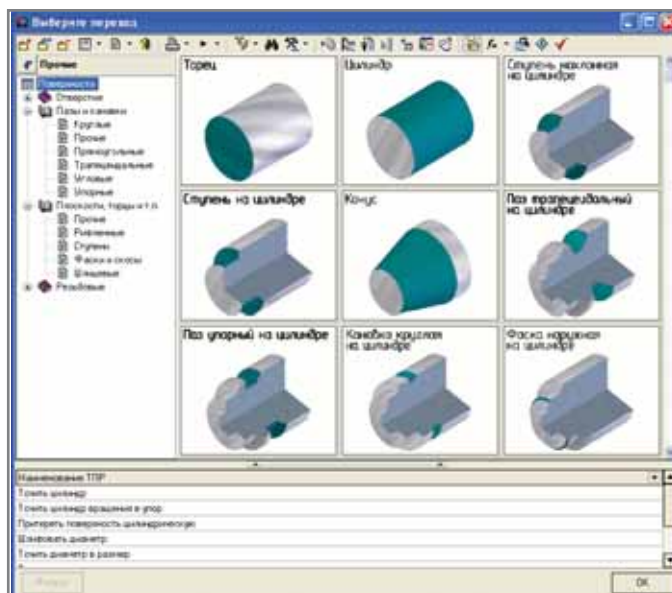 Выберите переход
Прочие
Поверхности
Отверстие
Пазы и канавки
Круглые
Прочие
Прямоугольные
Трапецеидальные
Угловые
Упорные
Плоскости, торцы и т.п.
Прочие
Рифленные
Ступени
Фаски и скосы
Шлицевые
Резьбовые
Торец
Цилиндр
Ступень наклонная
на цилиндре
Ступень на цилиндре
Конус
Паз трапецеидальный
на цилиндре
Паз упорный на цилиндре
Канавка круглая
на цилиндре
Фаска наружная
на цилиндре
Наименование ТПР
Точить цилиндр
Точить цилиндр вращения в упор
Притереть поверхность цилиндрическую
Шлифовать диаметр
Точить диаметр в размер
OK